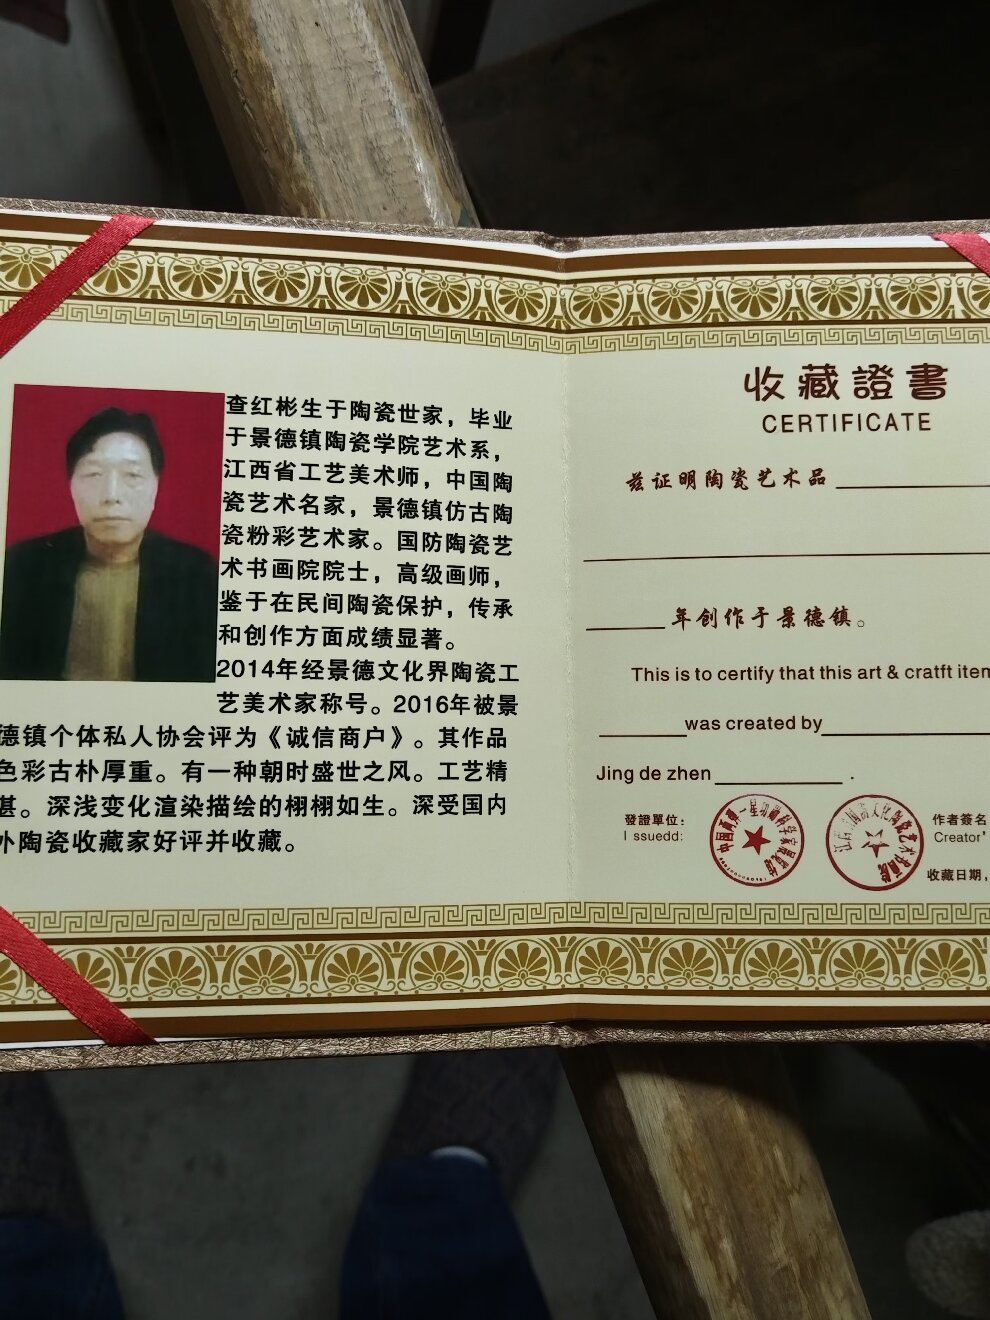 查红彬生于陶瓷世家，毕业
于景德镇陶瓷学院艺术系，
江西省工艺美术师，中国陶
瓷艺术名家，景德镇仿古陶
瓷粉彩艺术家。国防陶瓷艺
术书画院院士，高级画师，
鉴于在民间陶瓷保护，传承
和创作方面成绩显著。
2014年经景德文化界陶瓷工
艺美术家称号。2016年被景
德镇个体私人协会评为《诚信商户》。其作品
色彩古朴厚重。有一种朝时盛世之风。工艺精
甚。深浅变化渲染描绘的栩栩如生。深受国内
外陶瓷收藏家好评并收藏。
收藏證書
CERTIFICATE
兹证明陶瓷艺术品
年创作于景德镇。
This is to certify that this art & cratft item
was created by
Jing de zhen .
發證單位：
I ssuedd:
作者簽名
Creator'
收藏日期，